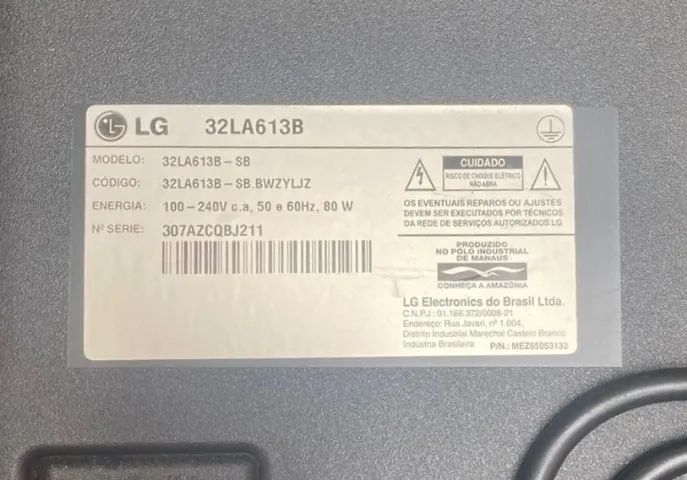 LG 32LA613B
MODELO: 32LA613B-SB
CÓDIGO: 32LA613B-SB.BWZYLJZ
ENERGIA: 100-240V c.a, 50 e 60Hz, 80 W
Nº SERIE: 307AZCQBJ211
CUIDADO
RISCO DE CHOQUE ELÉTRICO
NÃO ABRA
OS EVENTUAIS REPAROS OU AJUSTES
DEVEM SER EXECUTADOS POR TÉCNICOS
DA REDE DE SERVIÇOS AUTORIZADOS LG
PRODUZIDO
NO PÓLO INDUSTRIAL
DE MANAUS
CONHEÇA A AMAZÔNIA
LG Electronics do Brasil Ltda.
C.N.P.J.: 01.166.372/0008-21
Endereço: Rua Javari, nº 1.004,
Distrito Industrial Marechal Castelo Branco
Indústria Brasileira P/N.: MEZ65053132